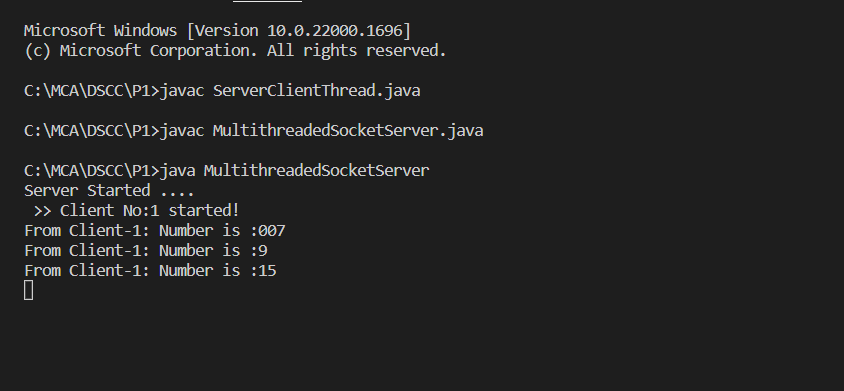 Microsoft Windows [Version 10.0.22000.1696]
(c) Microsoft Corporation. All rights reserved.
C:\MCA\DSCC\P1>javac ServerClientThread.java
C:\MCA\DSCC\P1>javac MultithreadedSocketServer.java
C:\MCA\DSCC\P1>java MultithreadedSocketServer
Server Started ....
 >> Client No:1 started!
From Client-1: Number is :007
From Client-1: Number is :9
From Client-1: Number is :15